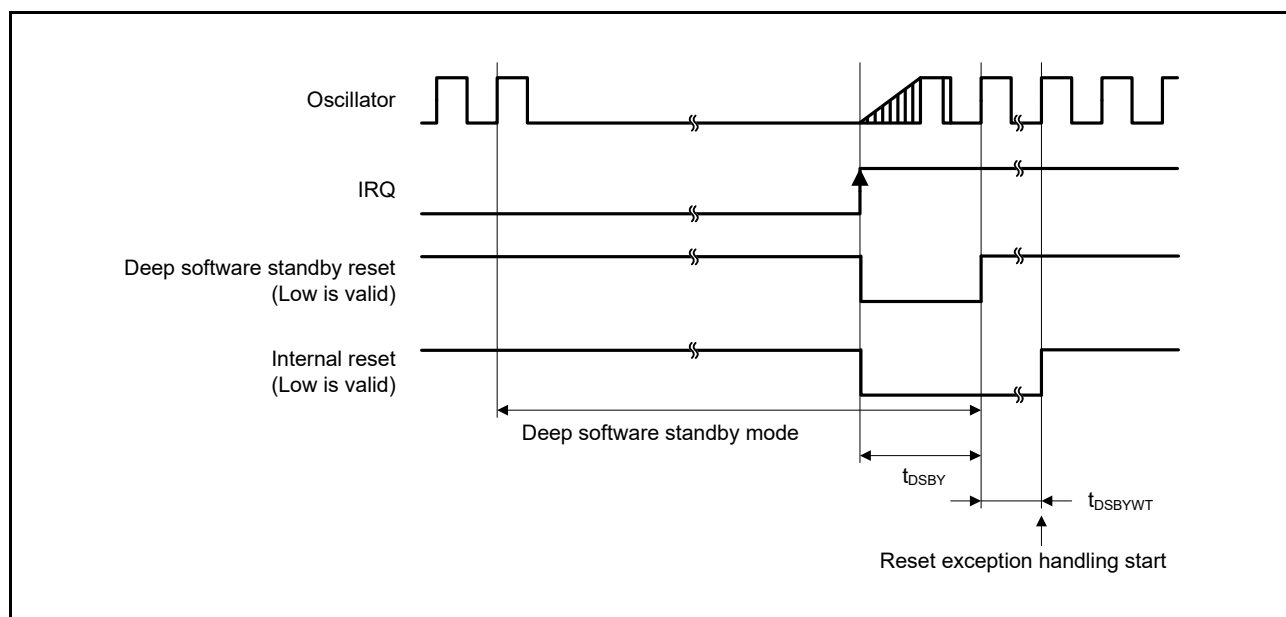 Oscillator
IRQ
Deep software standby reset
(Low is valid)
Internal reset
(Low is valid)
Deep software standby mode
tDSBY
tDSBYWT
Reset exception handling start